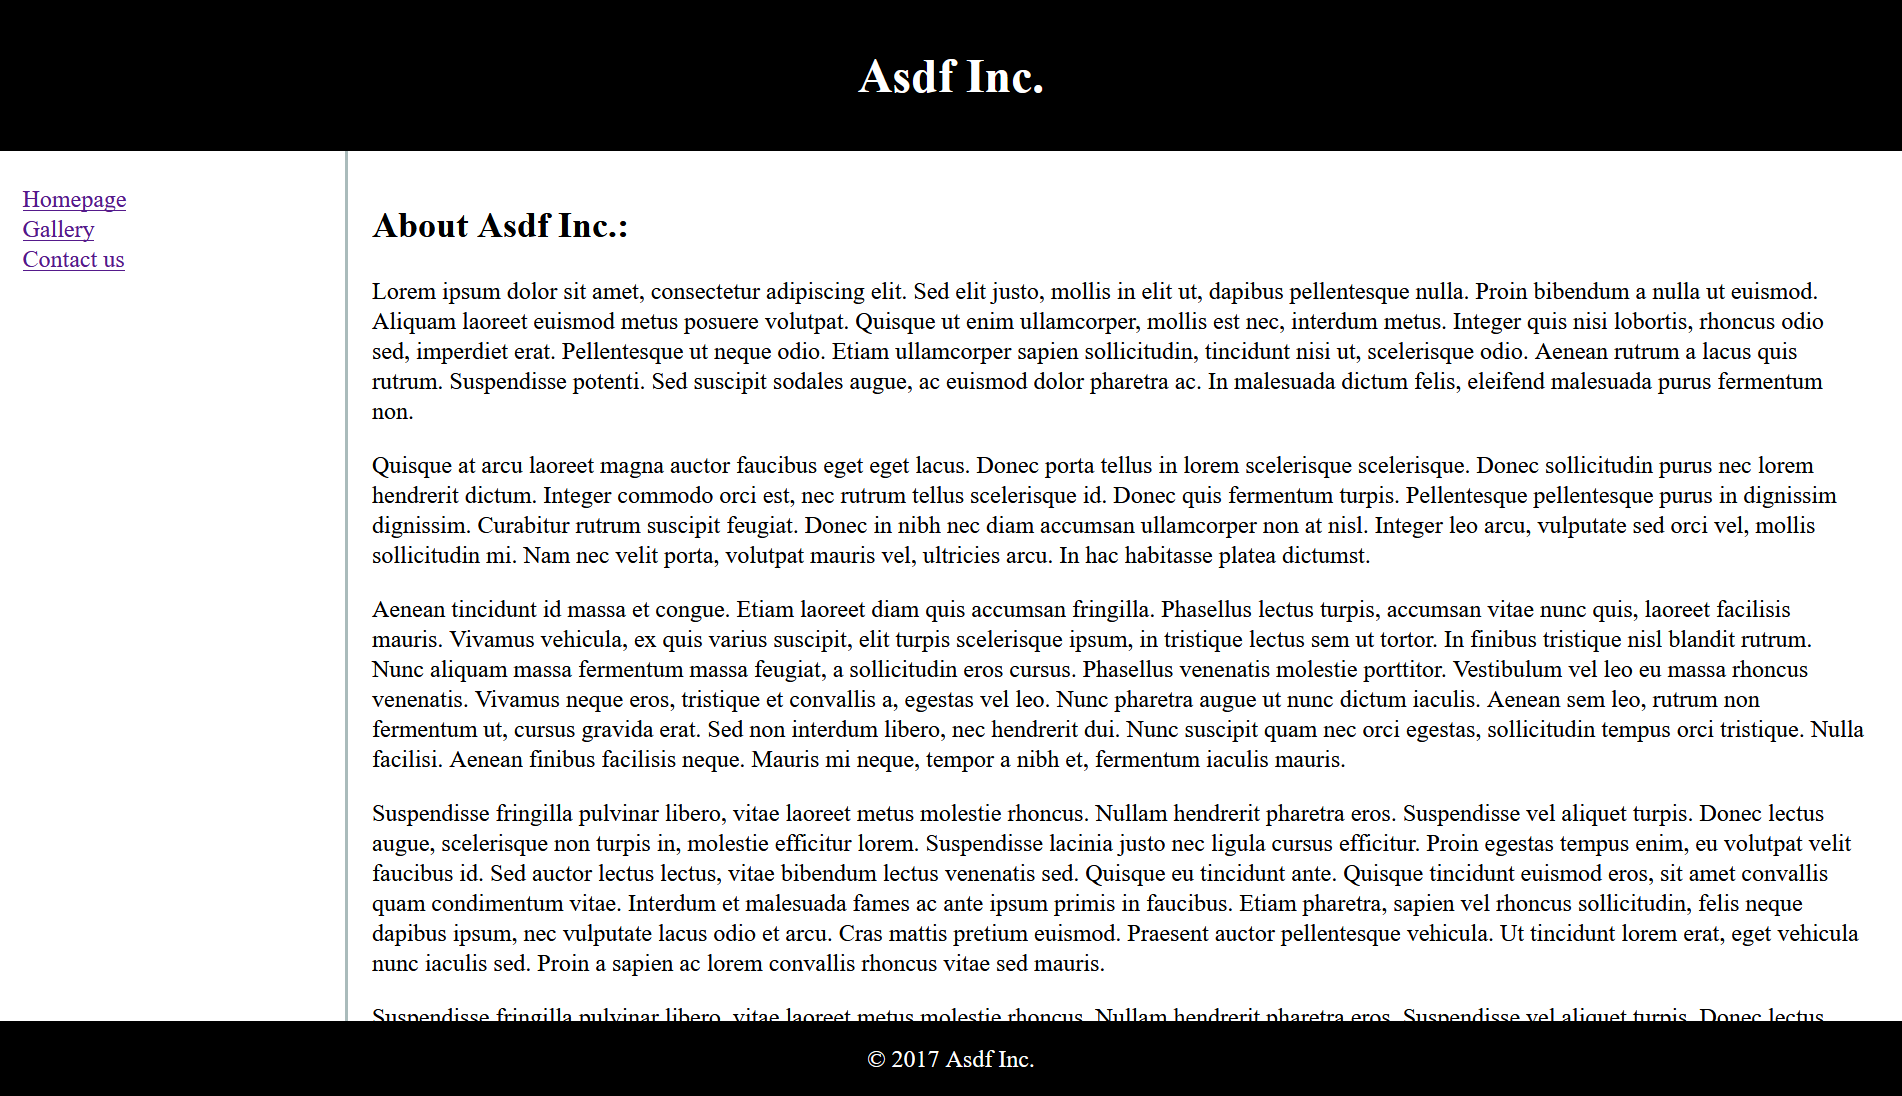 Asdf Inc.
Homepage
Gallery
Contact us
About Asdf Inc.:
Lorem ipsum dolor sit amet, consectetur adipiscing elit. Sed elit justo, mollis in elit ut, dapibus pellentesque nulla. Proin bibendum a nulla ut euismod.
Aliquam laoreet euismod metus posuere volutpat. Quisque ut enim ullamcorper, mollis est nec, interdum metus. Integer quis nisi lobortis, rhoncus odio
sed, imperdiet erat. Pellentesque ut neque odio. Etiam ullamcorper sapien sollicitudin, tincidunt nisi ut, scelerisque odio. Aenean rutrum a lacus quis
rutrum. Suspendisse potenti. Sed suscipit sodales augue, ac euismod dolor pharetra ac. In malesuada dictum felis, eleifend malesuada purus fermentum
non.
Quisque at arcu laoreet magna auctor faucibus eget eget lacus. Donec porta tellus in lorem scelerisque scelerisque. Donec sollicitudin purus nec lorem
hendrerit dictum. Integer commodo orci est, nec rutrum tellus scelerisque id. Donec quis fermentum turpis. Pellentesque pellentesque purus in dignissim
dignissim. Curabitur rutrum suscipit feugiat. Donec in nibh nec diam accumsan ullamcorper non at nisl. Integer leo arcu, vulputate sed orci vel, mollis
sollicitudin mi. Nam nec velit porta, volutpat mauris vel, ultricies arcu. In hac habitasse platea dictumst.
Aenean tincidunt id massa et congue. Etiam laoreet diam quis accumsan fringilla. Phasellus lectus turpis, accumsan vitae nunc quis, laoreet facilisis
mauris. Vivamus vehicula, ex quis varius suscipit, elit turpis scelerisque ipsum, in tristique lectus sem ut tortor. In finibus tristique nisl blandit rutrum.
Nunc aliquam massa fermentum massa feugiat, a sollicitudin eros cursus. Phasellus venenatis molestie porttitor. Vestibulum vel leo eu massa rhoncus
venenatis. Vivamus neque eros, tristique et convallis a, egestas vel leo. Nunc pharetra augue ut nunc dictum iaculis. Aenean sem leo, rutrum non
fermentum ut, cursus gravida erat. Sed non interdum libero, nec hendrerit dui. Nunc suscipit quam nec orci egestas, sollicitudin tempus orci tristique. Nulla
facilisi. Aenean finibus facilisis neque. Mauris mi neque, tempor a nibh et, fermentum iaculis mauris.
Suspendisse fringilla pulvinar libero, vitae laoreet metus molestie rhoncus. Nullam hendrerit pharetra eros. Suspendisse vel aliquet turpis. Donec lectus
augue, scelerisque non turpis in, molestie efficitur lorem. Suspendisse lacinia justo nec ligula cursus efficitur. Proin egestas tempus enim, eu volutpat velit
faucibus id. Sed auctor lectus lectus, vitae bibendum lectus venenatis sed. Quisque eu tincidunt ante. Quisque tincidunt euismod eros, sit amet convallis
quam condimentum vitae. Interdum et malesuada fames ac ante ipsum primis in faucibus. Etiam pharetra, sapien vel rhoncus sollicitudin, felis neque
dapibus ipsum, nec vulputate lacus odio et arcu. Cras mattis pretium euismod. Praesent auctor pellentesque vehicula. Ut tincidunt lorem erat, eget vehicula
nunc iaculis sed. Proin a sapien ac lorem convallis rhoncus vitae sed mauris.
Suspendisse fringilla pulvinar libero, vitae laoreet metus molestie rhoncus. Nullam hendrerit pharetra eros. Suspendisse vel aliquet turpis. Donec lectus
© 2017 Asdf Inc.